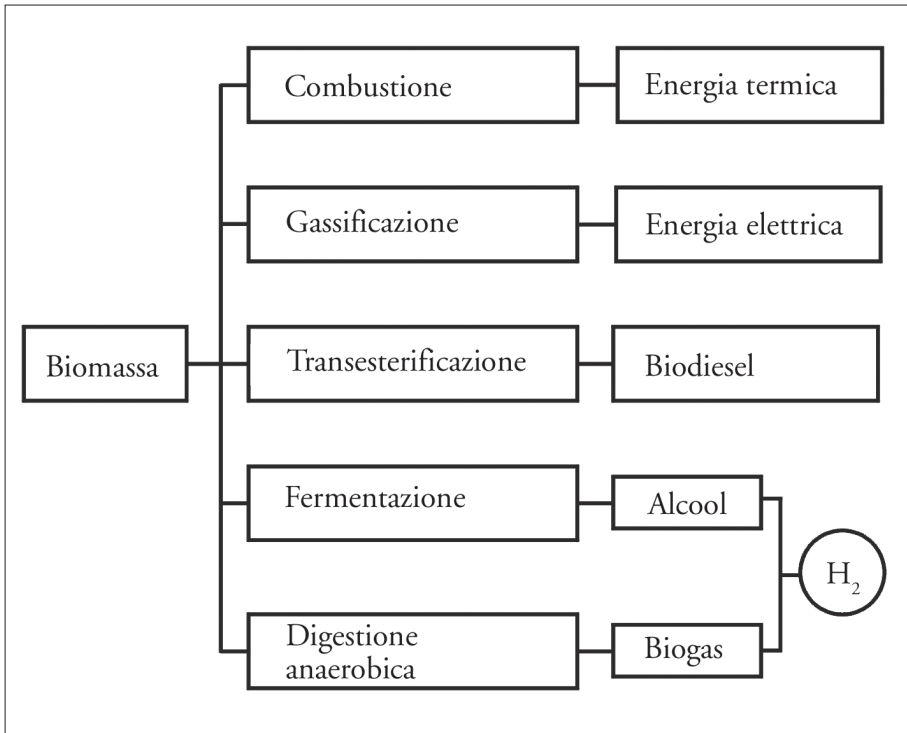 Combustione
Energia termica
Gassificazione
Energia elettrica
Biomassa
Transesterificazione
Biodiesel
Fermentazione
Alcool
H₂
Digestione
anaerobica
Biogas